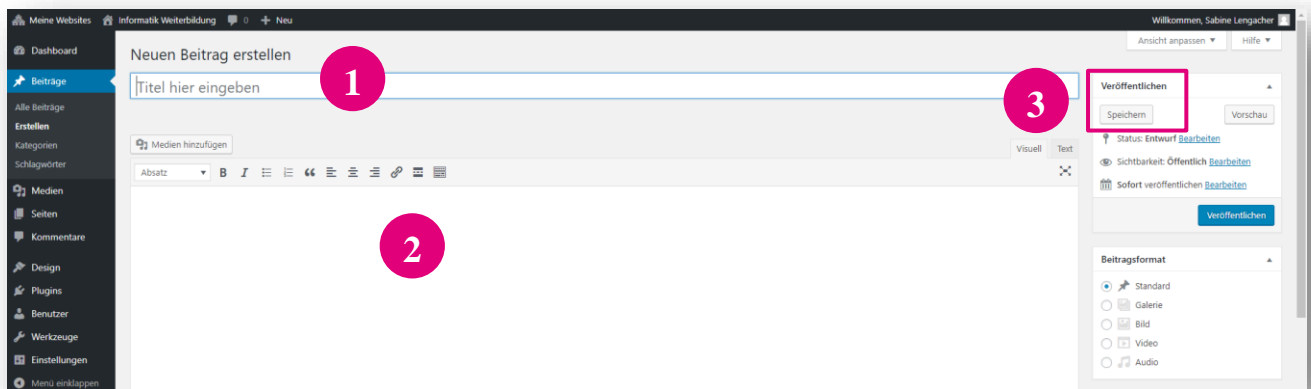 Meine Websites Informatik Weiterbildung 0 + Neu Willkommen, Sabine Lengacher
Ansicht anpassen Hilfe
Dashboard
Beiträge
Alle Beiträge
Erstellen
Kategorien
Schlagwörter
Medien
Seiten
Kommentare
Design
Plugins
Benutzer
Werkzeuge
Einstellungen
Menü einklappen
Neuen Beitrag erstellen
1
Titel hier eingeben
Medien hinzufügen
3
Visuell Text
Absatz B I
2
Veröffentlichen
Speichern Vorschau
Status: Entwurf Bearbeiten
Sichtbarkeit: Öffentlich Bearbeiten
Sofort veröffentlichen Bearbeiten
Veröffentlichen
Beitragsformat
Standard
Galerie
Bild
Video
Audio